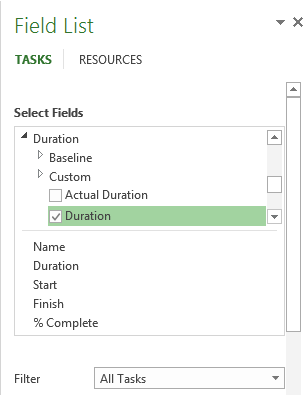 Field List
TASKS RESOURCES
Select Fields
Duration
Baseline
Custom
Actual Duration
Duration
Name
Duration
Start
Finish
% Complete
Filter All Tasks